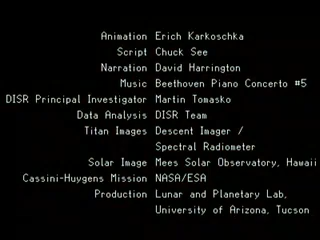 Animation Erich Karkoschka
Script Chuck See
Narration David Harrington
Music Beethoven Piano Concerto #5
DISR Principal Investigator Martin Tomasko
Data Analysis DISR Team
Titan Images Descent Imager /
Spectral Radiometer
Solar Image Mees Solar Observatory, Hawaii
Cassini-Huygens Mission NASA/ESA
Production Lunar and Planetary Lab,
University of Arizona, Tucson